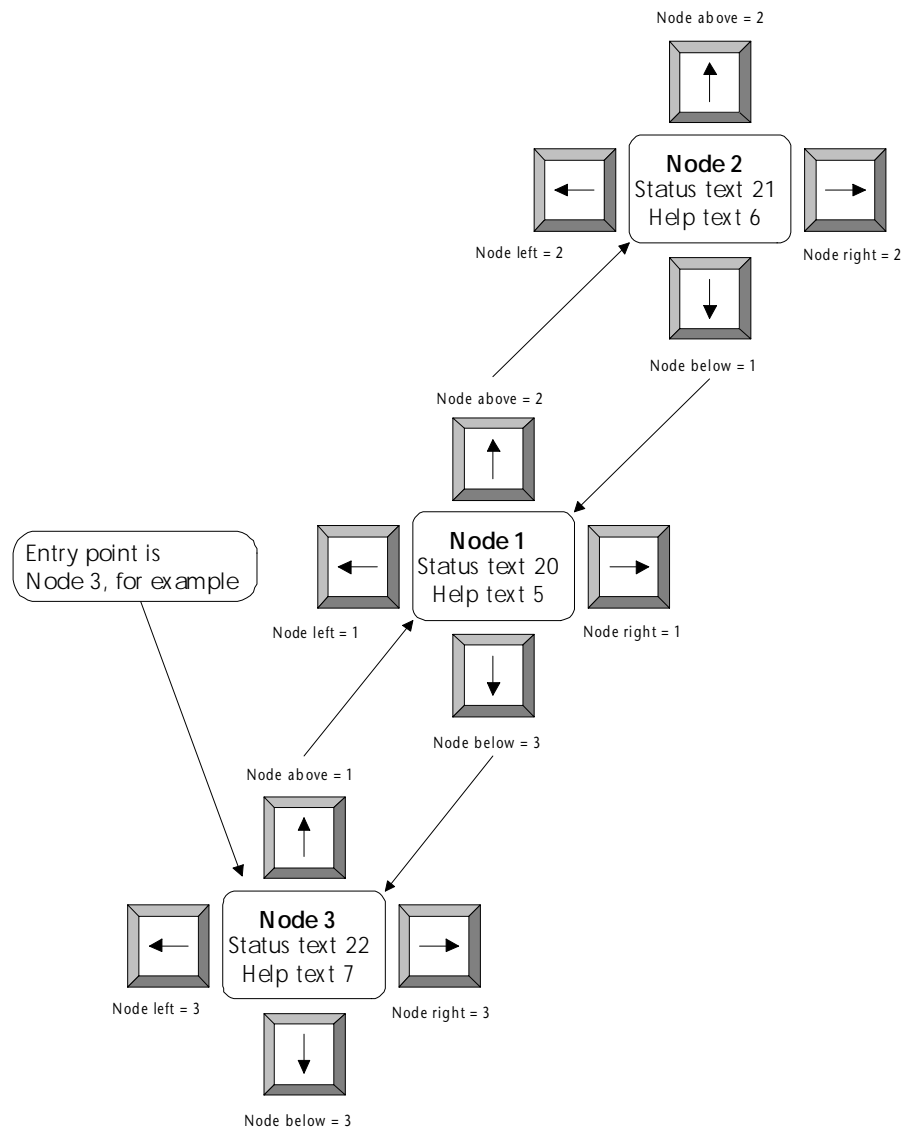 Node above = 2
Node 2
Status text 21
Help text 6
Node left = 2
Node right = 2
Node below = 1
Node above = 2
Node 1
Status text 20
Help text 5
Entry point is
Node 3, for example
Node left = 1
Node right = 1
Node below = 3
Node above = 1
Node 3
Status text 22
Help text 7
Node left = 3
Node right = 3
Node below = 3